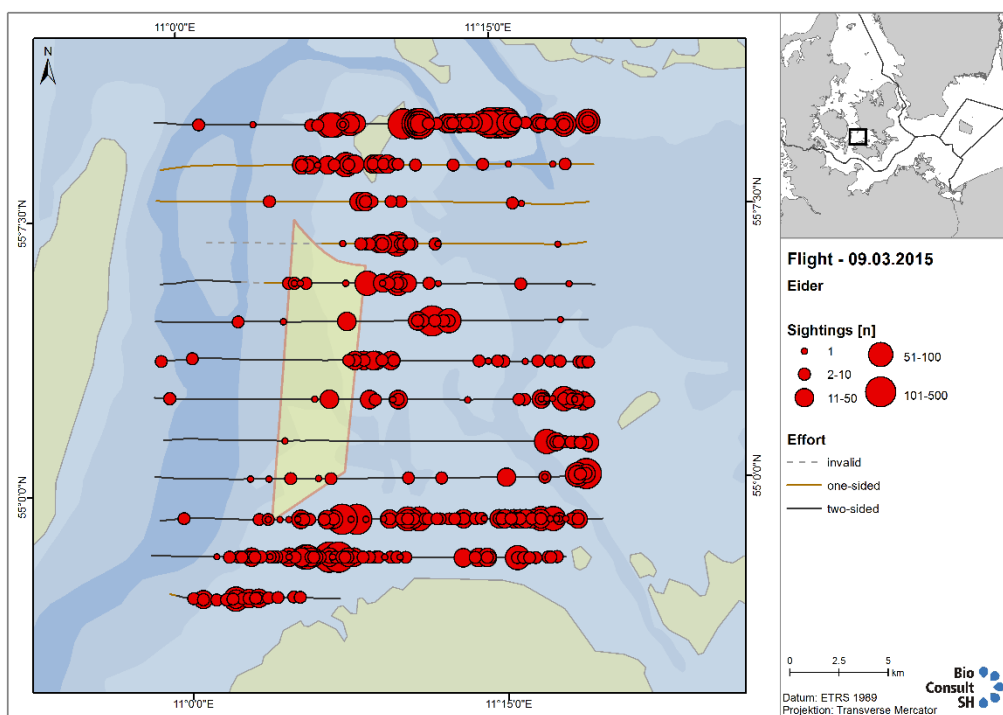 11°0'0"E
11°15'0"E
N
55°7'30"N
55°7'30"N
55°0'0"N
55°0'0"N
11°0'0"E
11°15'0"E
Flight - 09.03.2015
Eider
Sightings [n]
1
2-10
11-50
51-100
101-500
Effort
invalid
one-sided
two-sided
0 2.5 5
km
Datum: ETRS 1989
Projektion: Transverse Mercator
Bio
Consult
SH